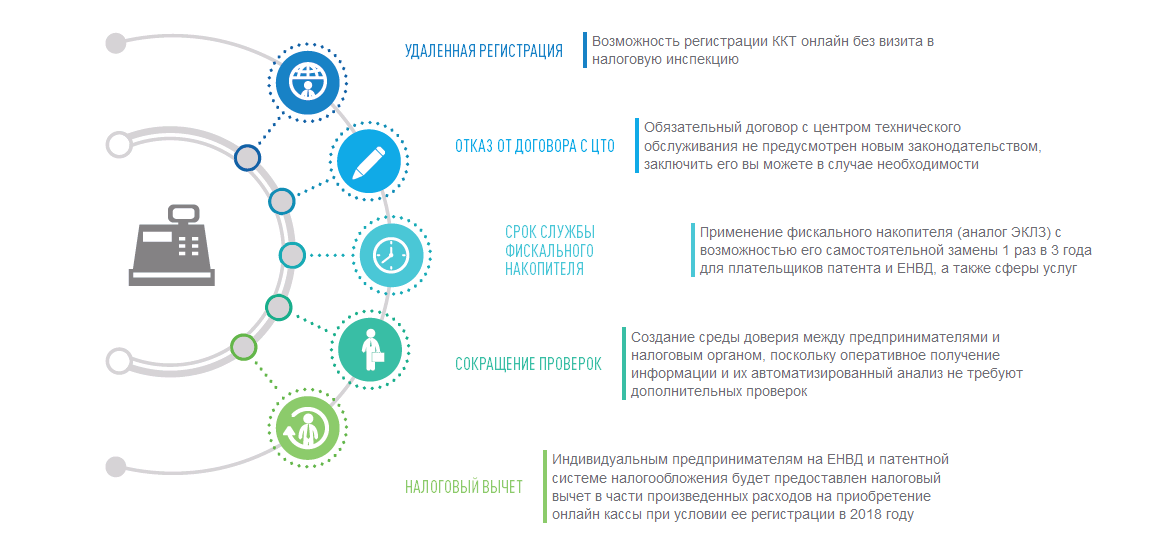 УДАЛЕННАЯ РЕГИСТРАЦИЯ
Возможность регистрации ККТ онлайн без визита в
налоговую инспекцию
ОТКАЗ ОТ ДОГОВОРА С ЦТО
Обязательный договор с центром технического
обслуживания не предусмотрен новым законодательством,
заключить его вы можете в случае необходимости
СРОК СЛУЖБЫ
ФИСКАЛЬНОГО
НАКОПИТЕЛЯ
Применение фискального накопителя (аналог ЭКЛЗ) с
возможностью его самостоятельной замены 1 раз в 3 года
для плательщиков патента и ЕНВД, а также сферы услуг
СОКРАЩЕНИЕ ПРОВЕРОК
Создание среды доверия между предпринимателями и
налоговым органом, поскольку оперативное получение
информации и их автоматизированный анализ не требуют
дополнительных проверок
НАЛОГОВЫЙ ВЫЧЕТ
Индивидуальным предпринимателям на ЕНВД и патентной
системе налогообложения будет предоставлен налоговый
вычет в части произведенных расходов на приобретение
онлайн кассы при условии ее регистрации в 2018 году